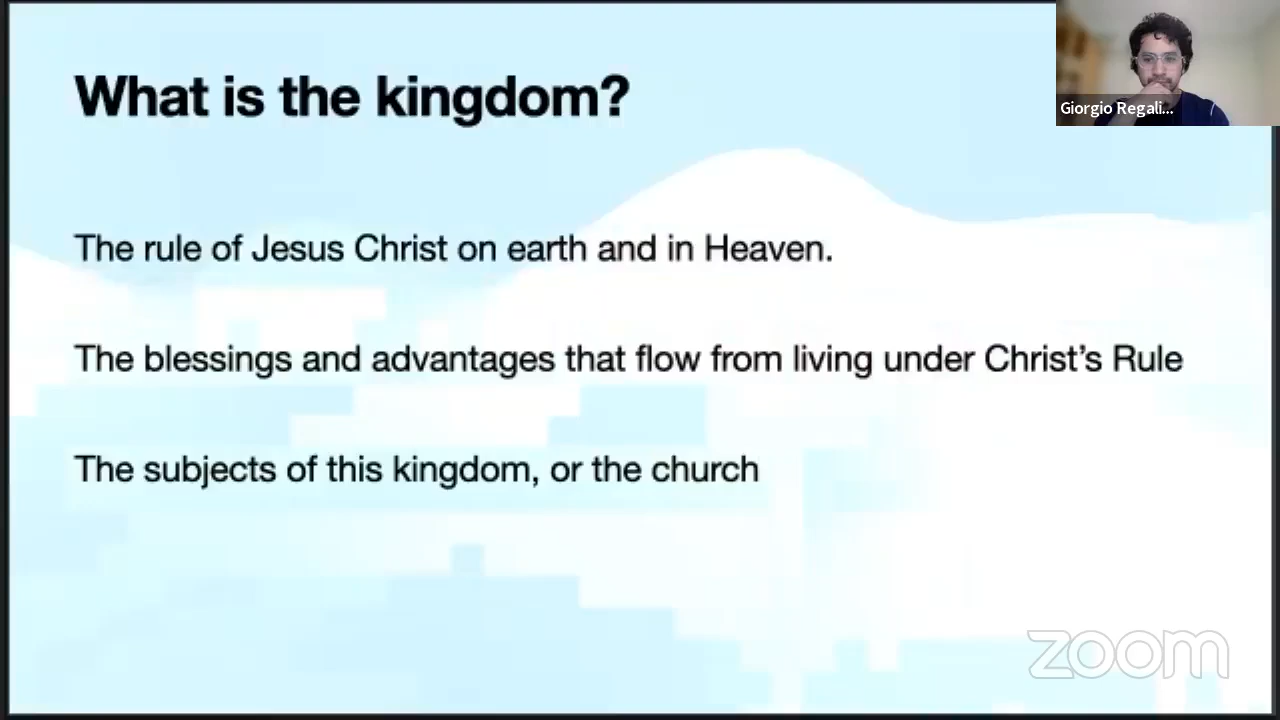 What is the kingdom?
Giorgio Regali...
The rule of Jesus Christ on earth and in Heaven.
The blessings and advantages that flow from living under Christ’s Rule
The subjects of this kingdom, or the church
zoom